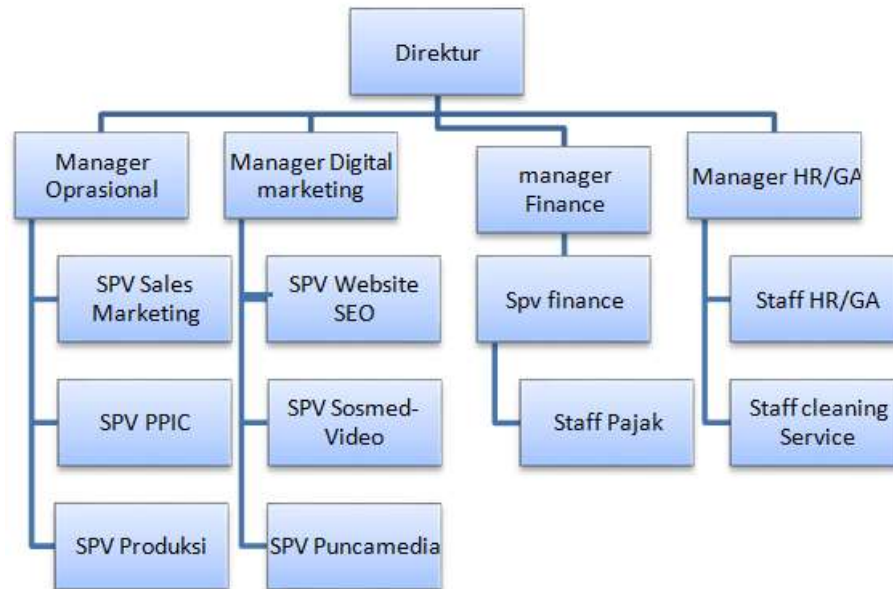 Direktur
Manager
Oprasional
Manager Digital
marketing
manager
Finance
Manager HR/GA
SPV Sales
Marketing
SPV Website
SEO
Spv finance
Staff HR/GA
SPV PPIC
SPV Sosmed-
Video
Staff Pajak
Staff cleaning
Service
SPV Produksi
SPV Puncamedia